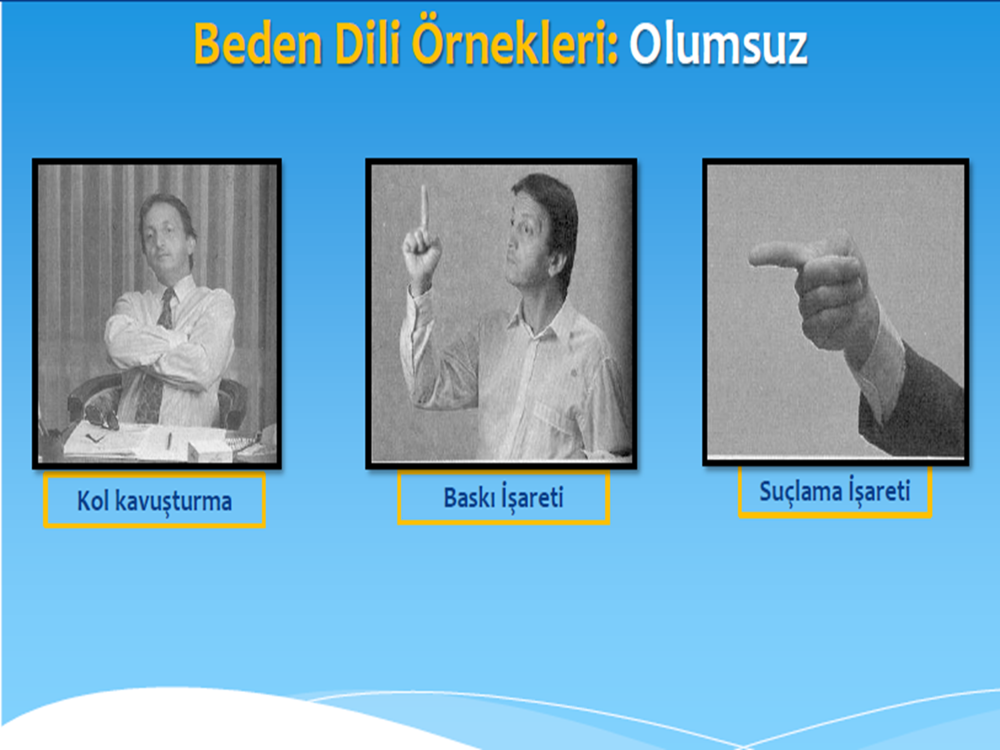 Beden Dili Örnekleri: Olumsuz
Kol kavuşturma
Baskı İşareti
Suçlama İşareti